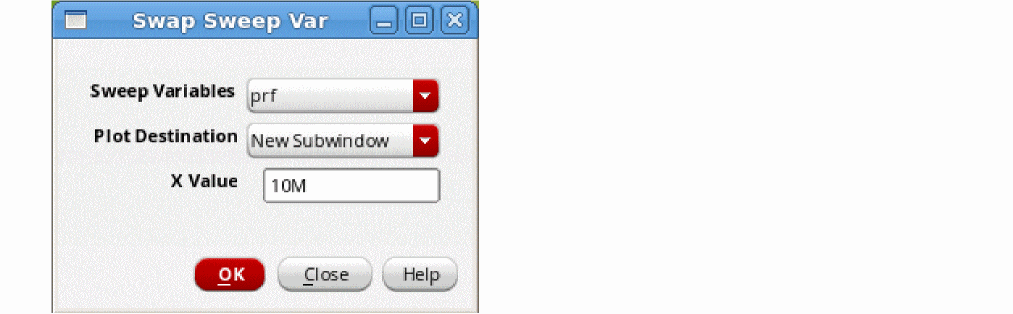 Swap Sweep Var
Sweep Variables prf
Plot Destination New Subwindow
X Value 10M
OK Close Help